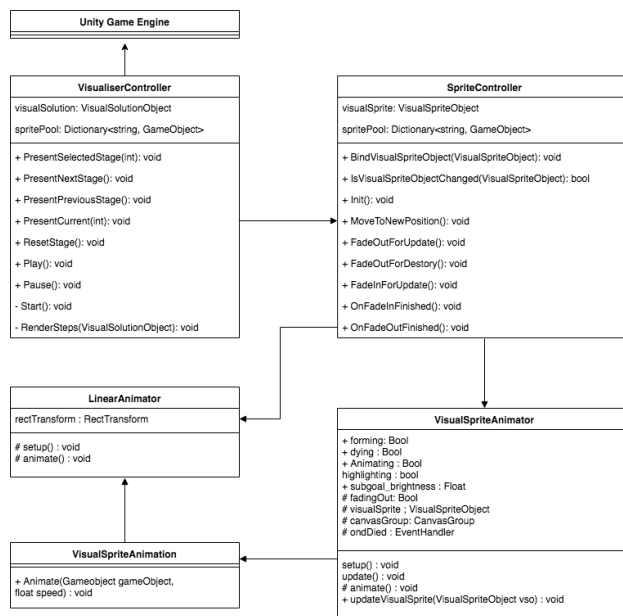 Unity Game Engine
VisualiserController
visualSolution: VisualSolutionObject
spritePool: Dictionary<string, GameObject>
+ PresentSelectedStage(int): void
+ PresentNextStage(): void
+ PresentPreviousStage(): void
+ PresentCurrent(int): void
+ ResetStage(): void
+ Play(): void
+ Pause(): void
- Start(): void
- RenderSteps(VisualSolutionObject): void
SpriteController
visualSprite: VisualSpriteObject
spritePool: Dictionary<string, GameObject>
+ BindVisualSpriteObject(VisualSpriteObject): void
+ IsVisualSpriteObjectChanged(VisualSpriteObject): bool
+ Init(): void
+ MoveToNewPosition(): void
+ FadeOutForUpdate(): void
+ FadeOutForDestory(): void
+ FadeInForUpdate(): void
+ OnFadeInFinished(): void
+ OnFadeOutFinished(): void
LinearAnimator
rectTransform : RectTransform
# setup() : void
# animate() : void
VisualSpriteAnimator
+ forming: Bool
+ dying : Bool
+ Animating : Bool
highlighting : bool
+ subgoal_brightness : Float
# fadingOut: Bool
# visualSprite ; VisualSpriteObject
# canvasGroup: CanvasGroup
# ondDied : EventHandler
setup() : void
update() : void
# animate() : void
+ updateVisualSprite(VisualSpriteObject vso) : void
VisualSpriteAnimation
+ Animate(Gameobject gameObject,
float speed) : void